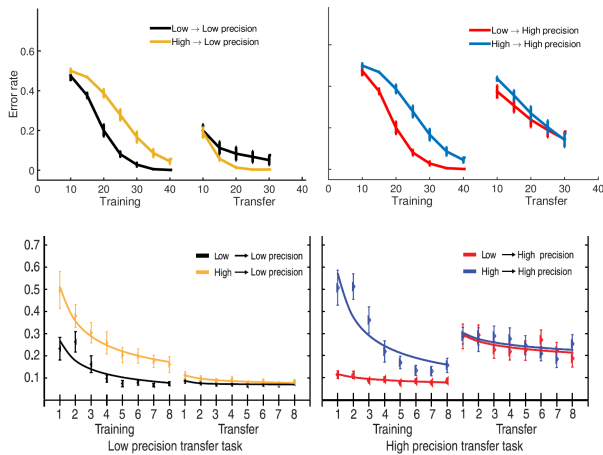 Low → Low precision
High → Low precision
Error rate
0.6
0.4
0.2
0
0 10 20 30 40 10 20 30 40
Training Transfer
Low → High precision
High → High precision
0 10 20 30 40 10 20 30 40
Training Transfer
0.7
0.6
0.5
0.4
0.3
0.2
0.1
Low → Low precision
High → Low precision
1 2 3 4 5 6 7 8 1 2 3 4 5 6 7 8
Training Transfer
Low precision transfer task
Low → High precision
High → High precision
1 2 3 4 5 6 7 8 1 2 3 4 5 6 7 8
Training Transfer
High precision transfer task